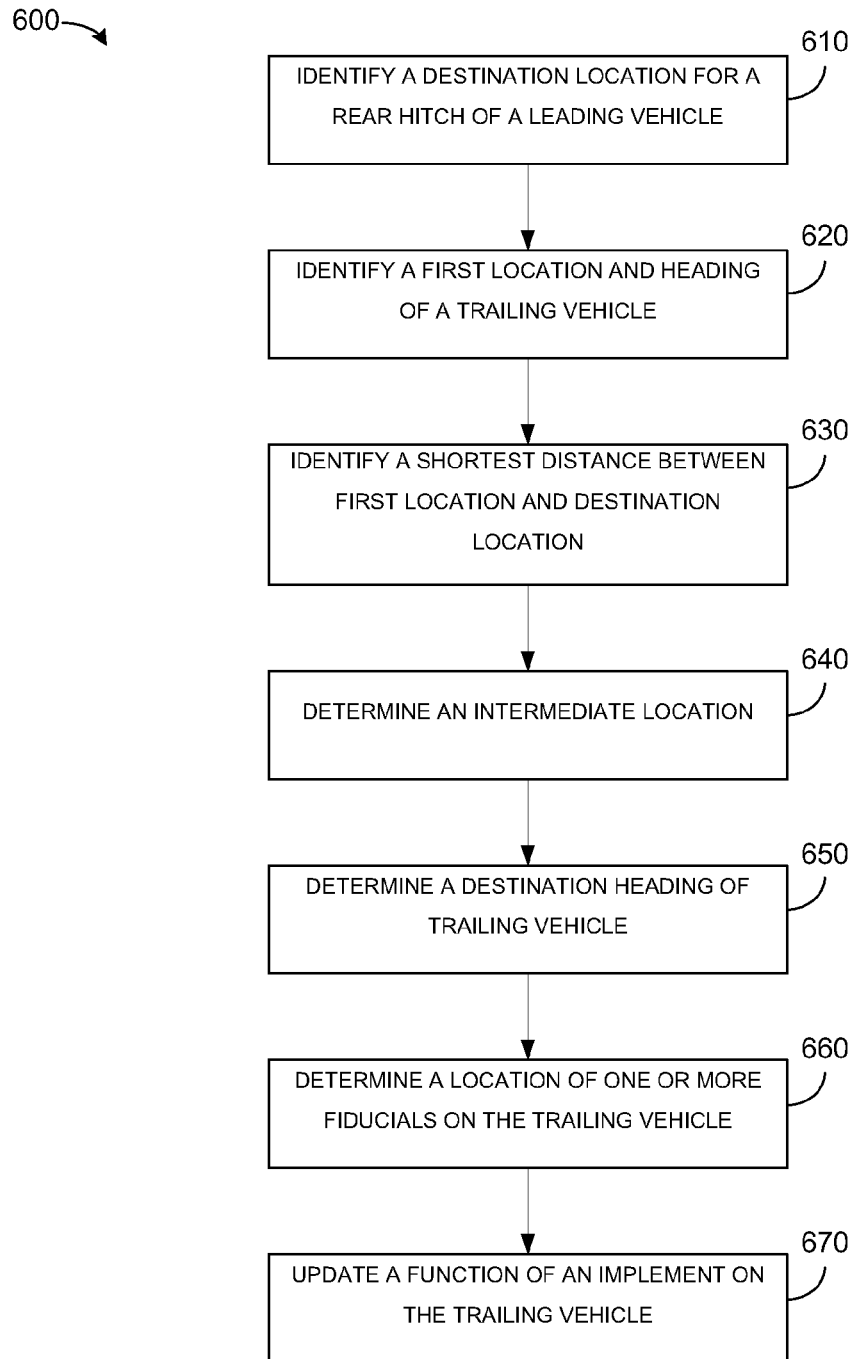 600
610
IDENTIFY A DESTINATION LOCATION FOR A
REAR HITCH OF A LEADING VEHICLE
620
IDENTIFY A FIRST LOCATION AND HEADING
OF A TRAILING VEHICLE
630
IDENTIFY A SHORTEST DISTANCE BETWEEN
FIRST LOCATION AND DESTINATION
LOCATION
640
DETERMINE AN INTERMEDIATE LOCATION
650
DETERMINE A DESTINATION HEADING OF
TRAILING VEHICLE
660
DETERMINE A LOCATION OF ONE OR MORE
FIDUCIALS ON THE TRAILING VEHICLE
670
UPDATE A FUNCTION OF AN IMPLEMENT ON
THE TRAILING VEHICLE